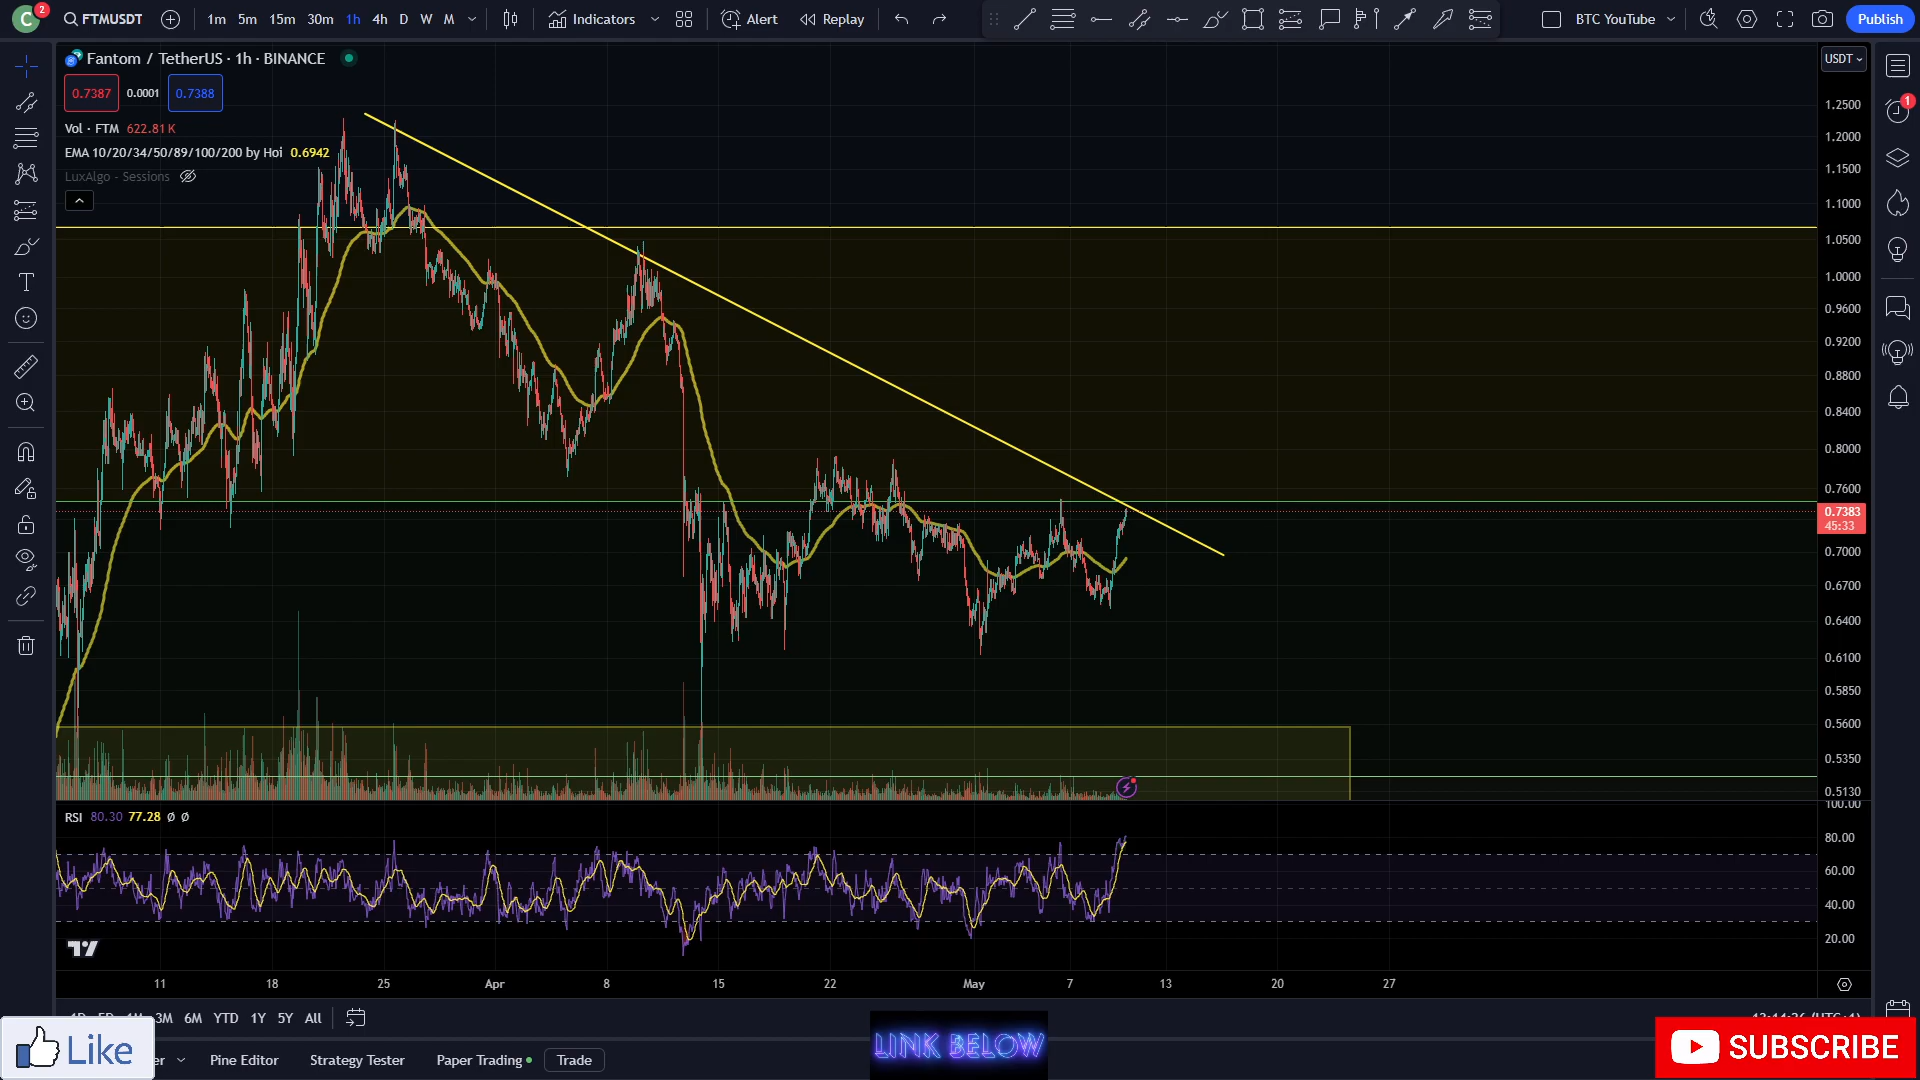 C 2 FTMUSDT 1m 5m 15m 30m 1h 4h D W M Indicators Alert Replay BTC YouTube Publish
Fantom / TetherUS · 1h · BINANCE USDT
0.7387 0.0001 0.7388
Vol · FTM 622.81 K
EMA 10/20/34/50/89/100/200 by Hoi 0.6942
LuxAlgo - Sessions
1.2500
1
1.2000
1.1500
1.1000
1.0500
1.0000
0.9600
0.9200
0.8800
0.8400
0.8000
0.7600
0.7383
45:33
0.7000
0.6700
0.6400
0.6100
0.5850
0.5600
0.5350
0.5130
100.00
RSI 80.30 77.28 Ø Ø
80.00
60.00
40.00
20.00
11 18 25 Apr 8 15 22 May 7 13 20 27
3M 6M YTD 1Y 5Y All
Like
Pine Editor Strategy Tester Paper Trading Trade
LINK BELOW
SUBSCRIBE